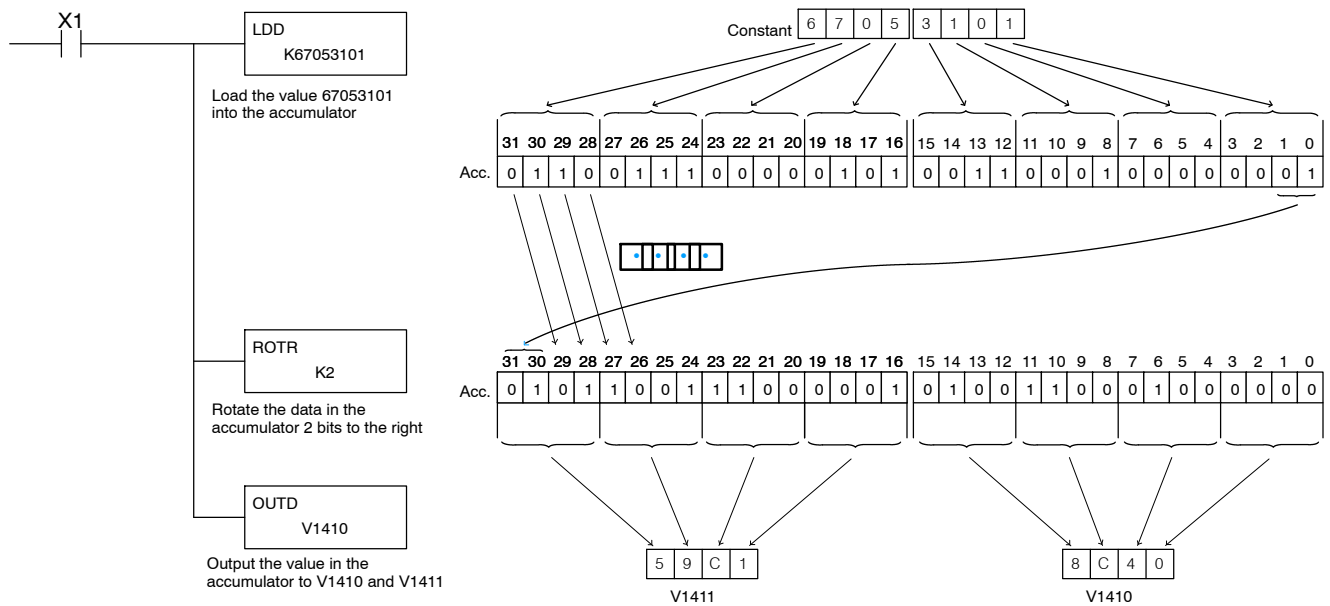 X1
LDD
K67053101
Load the value 67053101
into the accumulator
Constant 6 7 0 5 3 1 0 1
31 30 29 28 27 26 25 24 23 22 21 20 19 18 17 16 15 14 13 12 11 10 9 8 7 6 5 4 3 2 1 0
Acc. 0 1 1 0 0 1 1 1 0 0 0 0 0 1 0 1 0 0 1 1 0 0 0 1 0 0 0 0 0 0 0 1
31 30 29 28 27 26 25 24 23 22 21 20 19 18 17 16 15 14 13 12 11 10 9 8 7 6 5 4 3 2 1 0
Acc. 0 1 0 1 1 0 0 1 1 1 0 0 0 0 0 1 0 1 0 0 1 1 0 0 0 1 0 0 0 0 0 0
ROTR
K2
Rotate the data in the
accumulator 2 bits to the right
OUTD
V1410
Output the value in the
accumulator to V1410 and V1411
5 9 C 1
V1411
8 C 4 0
V1410